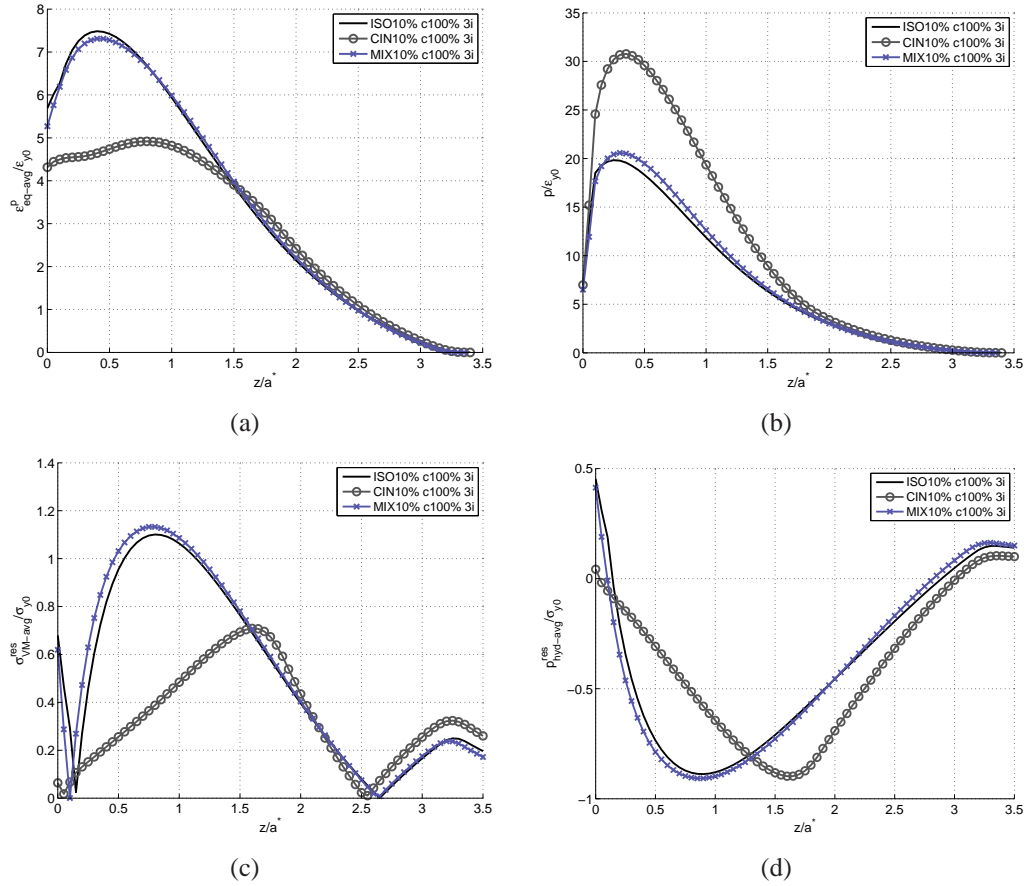 8
7
6
5
4
3
2
1
0
0 0.5 1 1.5 2 2.5 3 3.5
z/a*
ε^p_eq−avg/ε_y0
ISO10% c100% 3i
CIN10% c100% 3i
MIX10% c100% 3i
(a)
35
30
25
20
15
10
5
0
0 0.5 1 1.5 2 2.5 3 3.5
z/a*
p/ε_y0
ISO10% c100% 3i
CIN10% c100% 3i
MIX10% c100% 3i
(b)
1.4
1.2
1
0.8
0.6
0.4
0.2
0
0 0.5 1 1.5 2 2.5 3 3.5
z/a*
σ^res_VM−avg/σ_y0
ISO10% c100% 3i
CIN10% c100% 3i
MIX10% c100% 3i
(c)
0.5
0
−0.5
−1
0 0.5 1 1.5 2 2.5 3 3.5
z/a*
p^res_hyd−avg/σ_y0
ISO10% c100% 3i
CIN10% c100% 3i
MIX10% c100% 3i
(d)